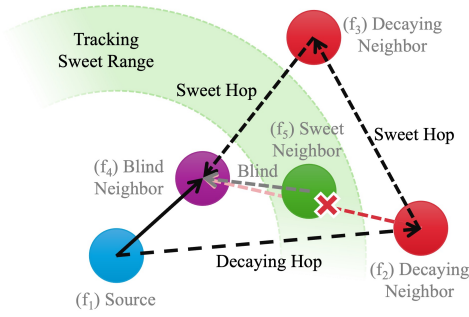 Tracking
Sweet Range
(f₃) Decaying
Neighbor
Sweet Hop
(f₅) Sweet
Neighbor
Sweet Hop
(f₄) Blind
Neighbor
Blind
Decaying Hop
(f₂) Decaying
Neighbor
(f₁) Source